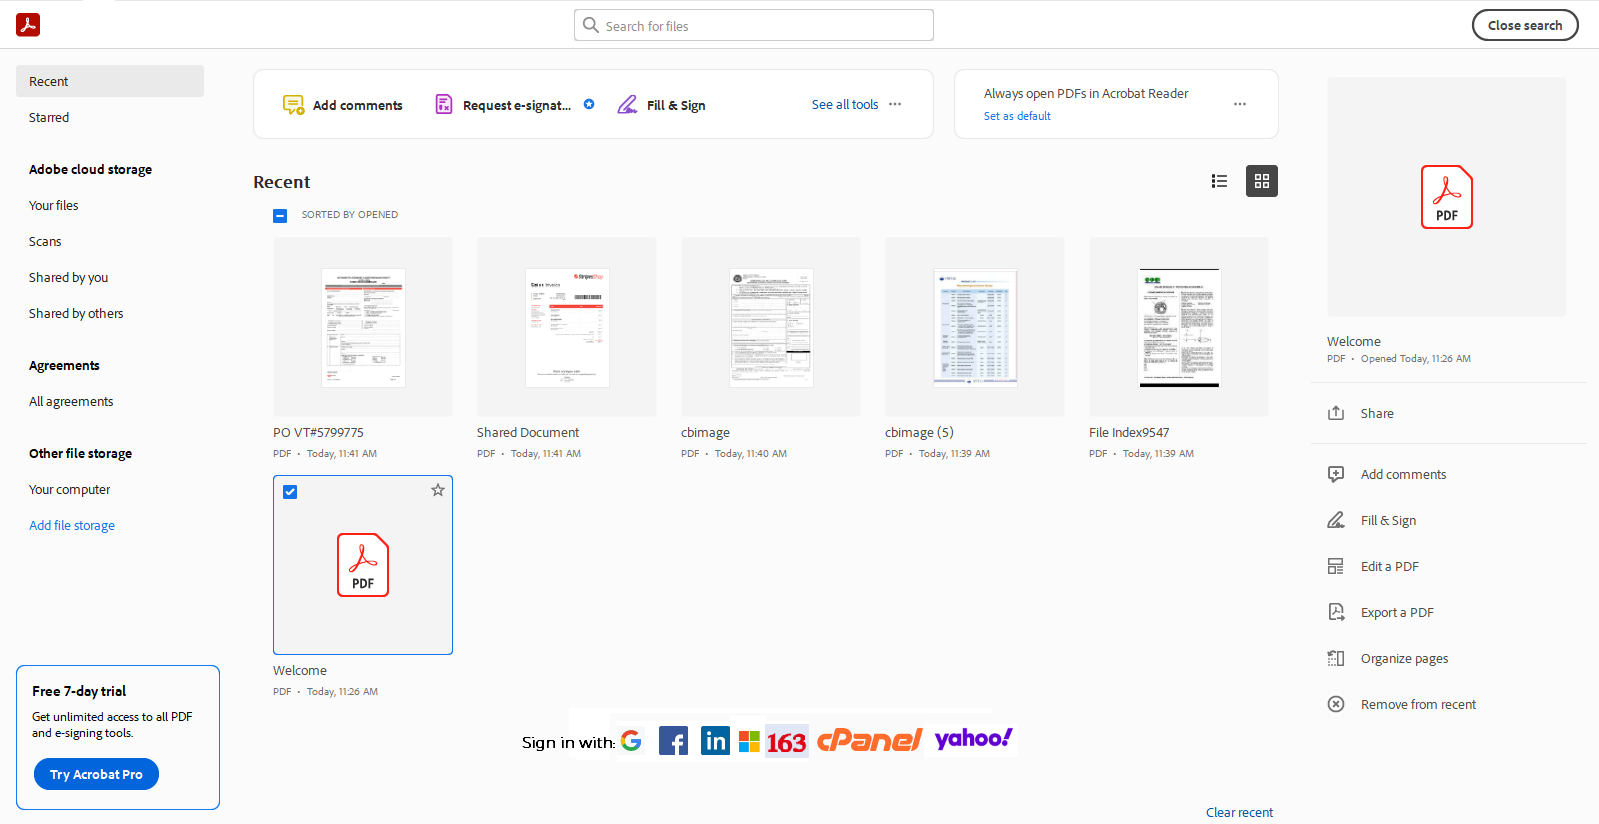 Search for files
Close search
Recent
Starred
Adobe cloud storage
Your files
Scans
Shared by you
Shared by others
Agreements
All agreements
Other file storage
Your computer
Add file storage
Free 7-day trial
Get unlimited access to all PDF
and e-signing tools.
Try Acrobat Pro
Add comments
Request e-signat...
Fill & Sign
See all tools
Always open PDFs in Acrobat Reader
Set as default
Recent
SORTED BY OPENED
PO VT#5799775
PDF • Today, 11:41 AM
Shared Document
PDF • Today, 11:41 AM
cbimage
PDF • Today, 11:40 AM
cbimage (5)
PDF • Today, 11:39 AM
File Index9547
PDF • Today, 11:39 AM
PDF
Welcome
PDF • Today, 11:26 AM
Sign in with: G f in 163 cPanel yahoo!
Clear recent
PDF
Welcome
PDF • Opened Today, 11:26 AM
Share
Add comments
Fill & Sign
Edit a PDF
Export a PDF
Organize pages
Remove from recent